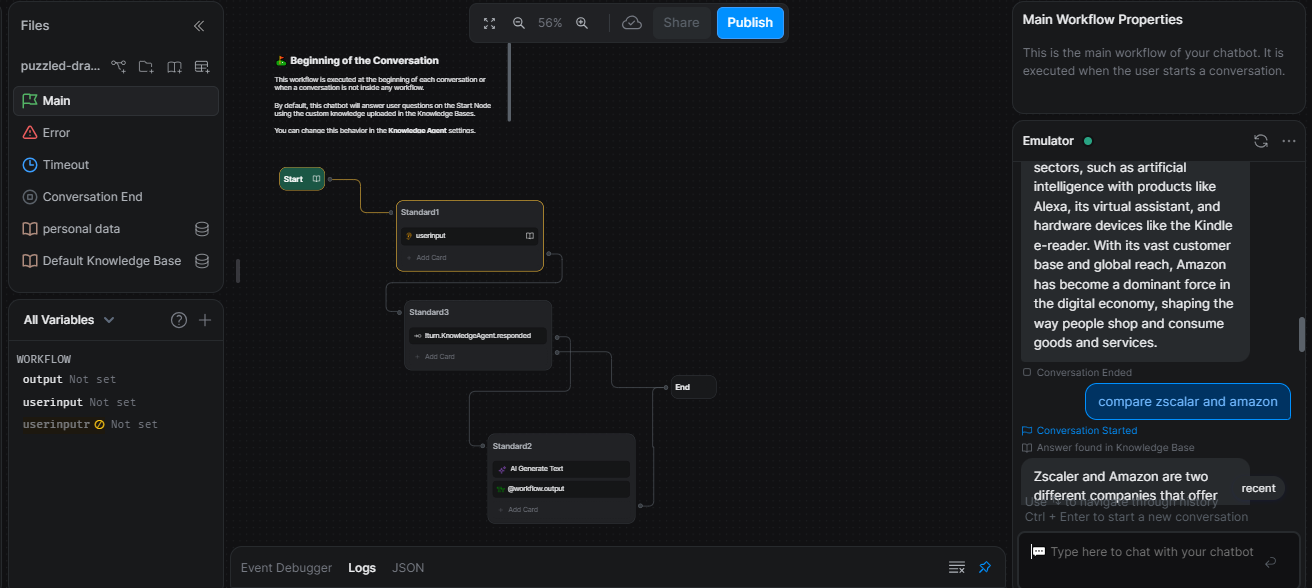 Files
puzzled-dra...
Main
Error
Timeout
Conversation End
personal data
Default Knowledge Base
All Variables
WORKFLOW
output Not set
userinput Not set
userinputr Not set
56%
Share
Publish
Beginning of the Conversation
This workflow is executed at the beginning of each conversation or
when a conversation is not inside any workflow.
By default, this chatbot will answer user questions on the Start Node
using the custom knowledge uploaded in the Knowledge Bases.
You can change this behavior in the Knowledge Agent settings.
Start
Standard1
userinput
Add Card
Standard3
!turn.KnowledgeAgent.responded
Add Card
End
Standard2
AI Generate Text
@workflow.output
Add Card
Event Debugger
Logs
JSON
Main Workflow Properties
This is the main workflow of your chatbot. It is
executed when the user starts a conversation.
Emulator
sectors, such as artificial
intelligence with products like
Alexa, its virtual assistant, and
hardware devices like the Kindle
e-reader. With its vast customer
base and global reach, Amazon
has become a dominant force in
the digital economy, shaping the
way people shop and consume
goods and services.
Conversation Ended
compare zscalar and amazon
Conversation Started
Answer found in Knowledge Base
Zscaler and Amazon are two
different companies that offer
recent
Use to navigate through history
Ctrl + Enter to start a new conversation
Type here to chat with your chatbot